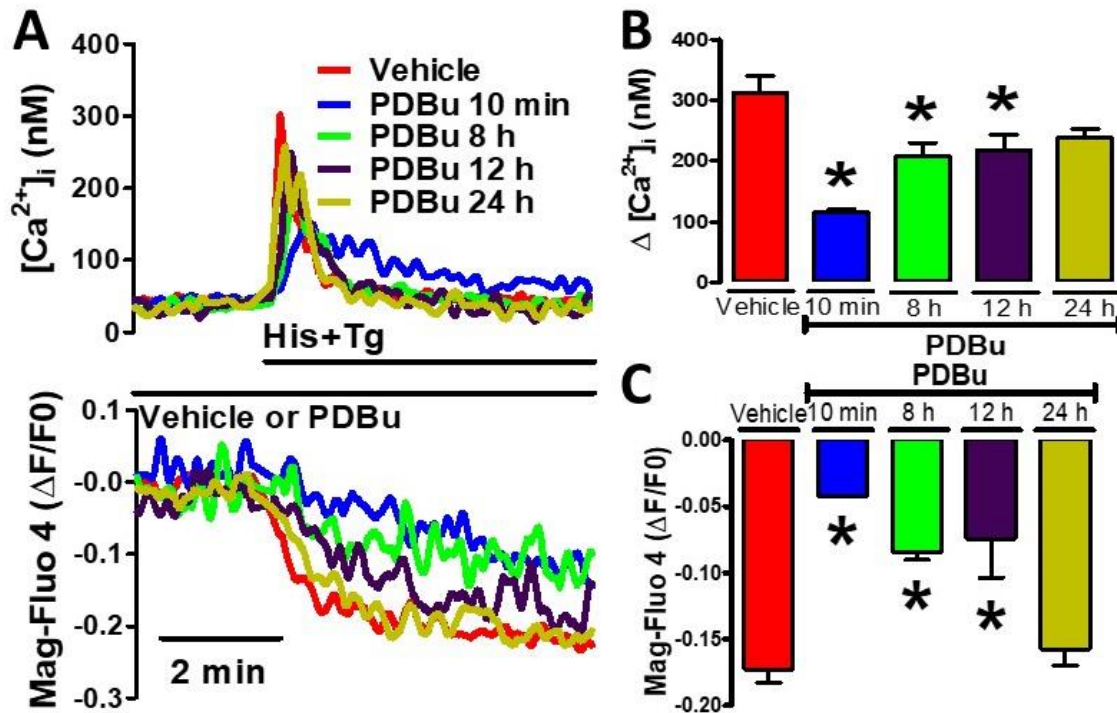 A
[Ca²⁺]ᵢ (nM)
400
300
200
100
0
Vehicle
PDBu 10 min
PDBu 8 h
PDBu 12 h
PDBu 24 h
His+Tg
Vehicle or PDBu
Mag-Fluo 4 (ΔF/F0)
0.1
-0.0
-0.1
-0.2
-0.3
2 min
B
Δ [Ca²⁺]ᵢ (nM)
400
300
200
100
0
* * *
Vehicle 10 min 8 h 12 h 24 h
PDBu
C
PDBu
Vehicle 10 min 8 h 12 h 24 h
Mag-Fluo 4 (ΔF/F0)
0.00
-0.05
-0.10
-0.15
-0.20
* * *